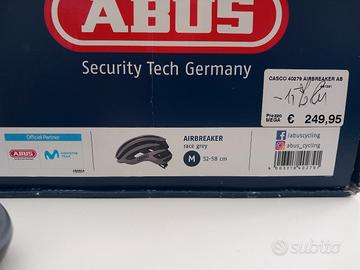 ABUS
Security Tech Germany
CASCO 40279 AIRBREAKER AB
Prezzo
MEGA
€ 249,95
Official Partner
ABUS
MOVISTAR
TEAM
AIRBREAKER
race grey
M 52-58 cm
/abuscycling
abus_cycling
subito